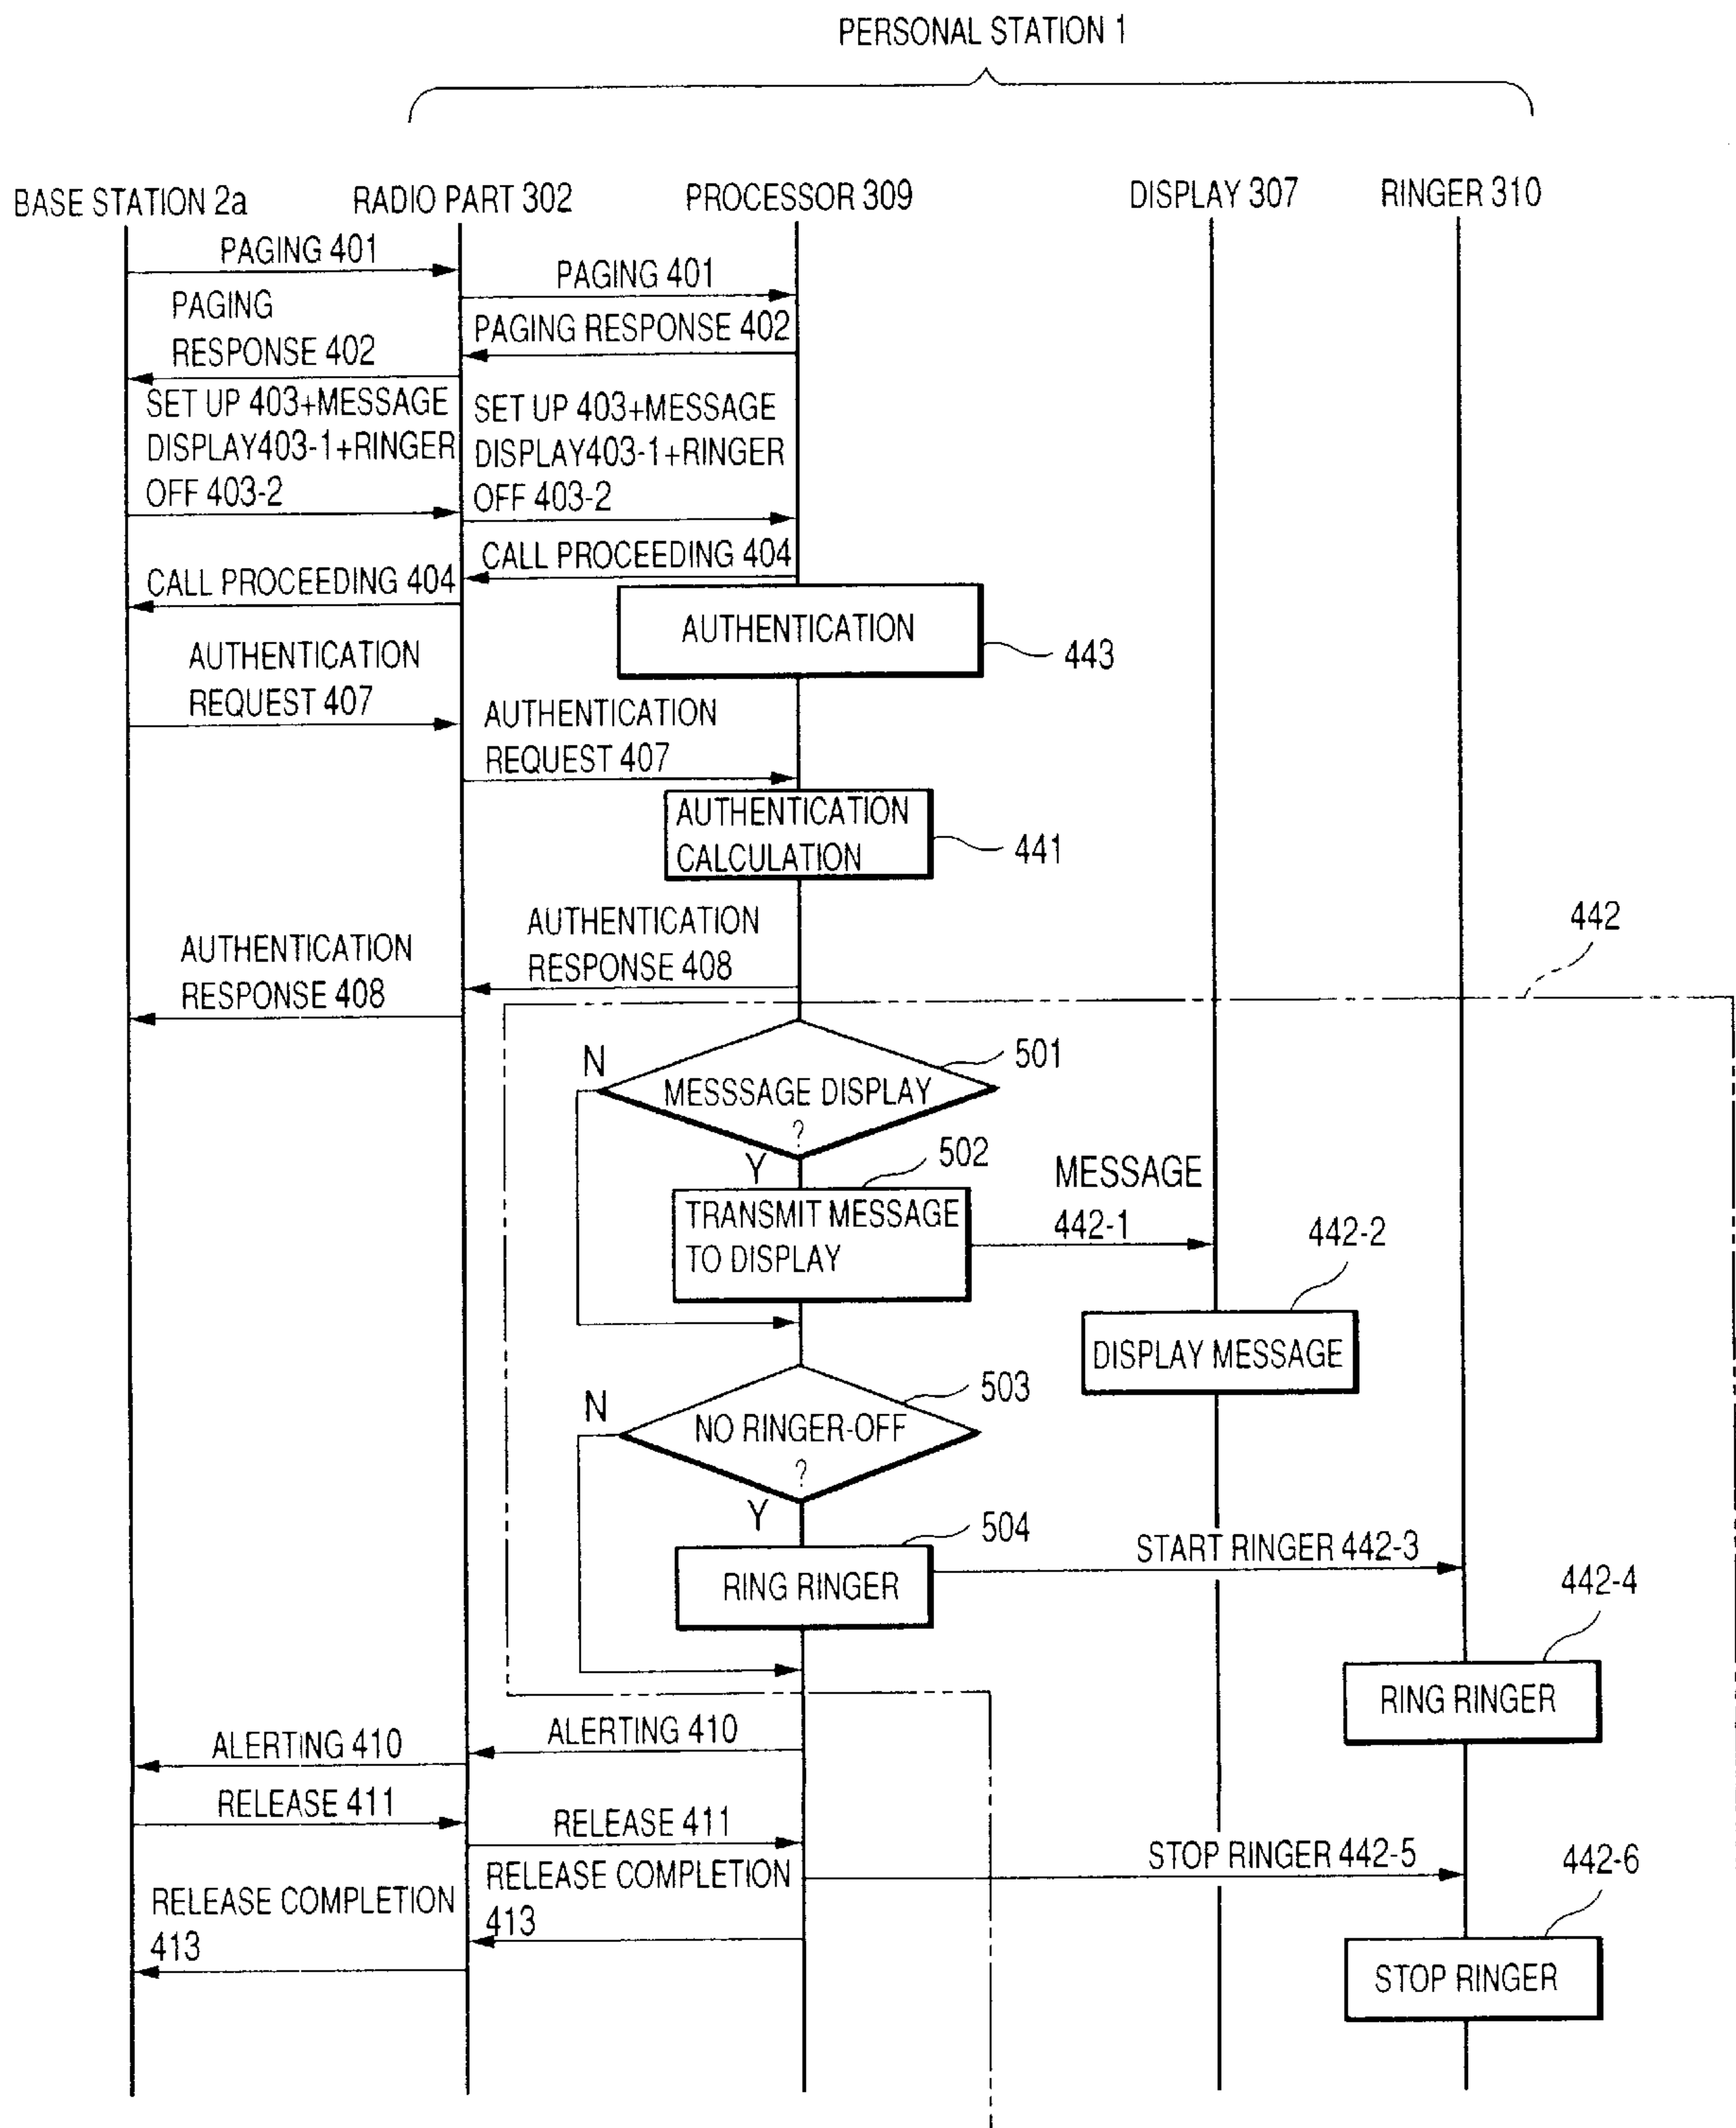 PERSONAL STATION 1
BASE STATION 2a
RADIO PART 302
PROCESSOR 309
DISPLAY 307
RINGER 310
PAGING 401
PAGING 401
PAGING
RESPONSE 402
PAGING RESPONSE 402
SET UP 403+MESSAGE
DISPLAY403-1+RINGER
OFF 403-2
SET UP 403+MESSAGE
DISPLAY403-1+RINGER
OFF 403-2
CALL PROCEEDING 404
CALL PROCEEDING 404
AUTHENTICATION
443
AUTHENTICATION
REQUEST 407
AUTHENTICATION
REQUEST 407
AUTHENTICATION
CALCULATION
441
AUTHENTICATION
RESPONSE 408
AUTHENTICATION
RESPONSE 408
442
N
501
MESSSAGE DISPLAY
?
Y
502
TRANSMIT MESSAGE
TO DISPLAY
MESSAGE
442-1
442-2
DISPLAY MESSAGE
N
503
NO RINGER-OFF
?
Y
504
RING RINGER
START RINGER 442-3
442-4
RING RINGER
ALERTING 410
ALERTING 410
RELEASE 411
RELEASE 411
STOP RINGER 442-5
442-6
RELEASE COMPLETION
413
RELEASE COMPLETION
413
STOP RINGER